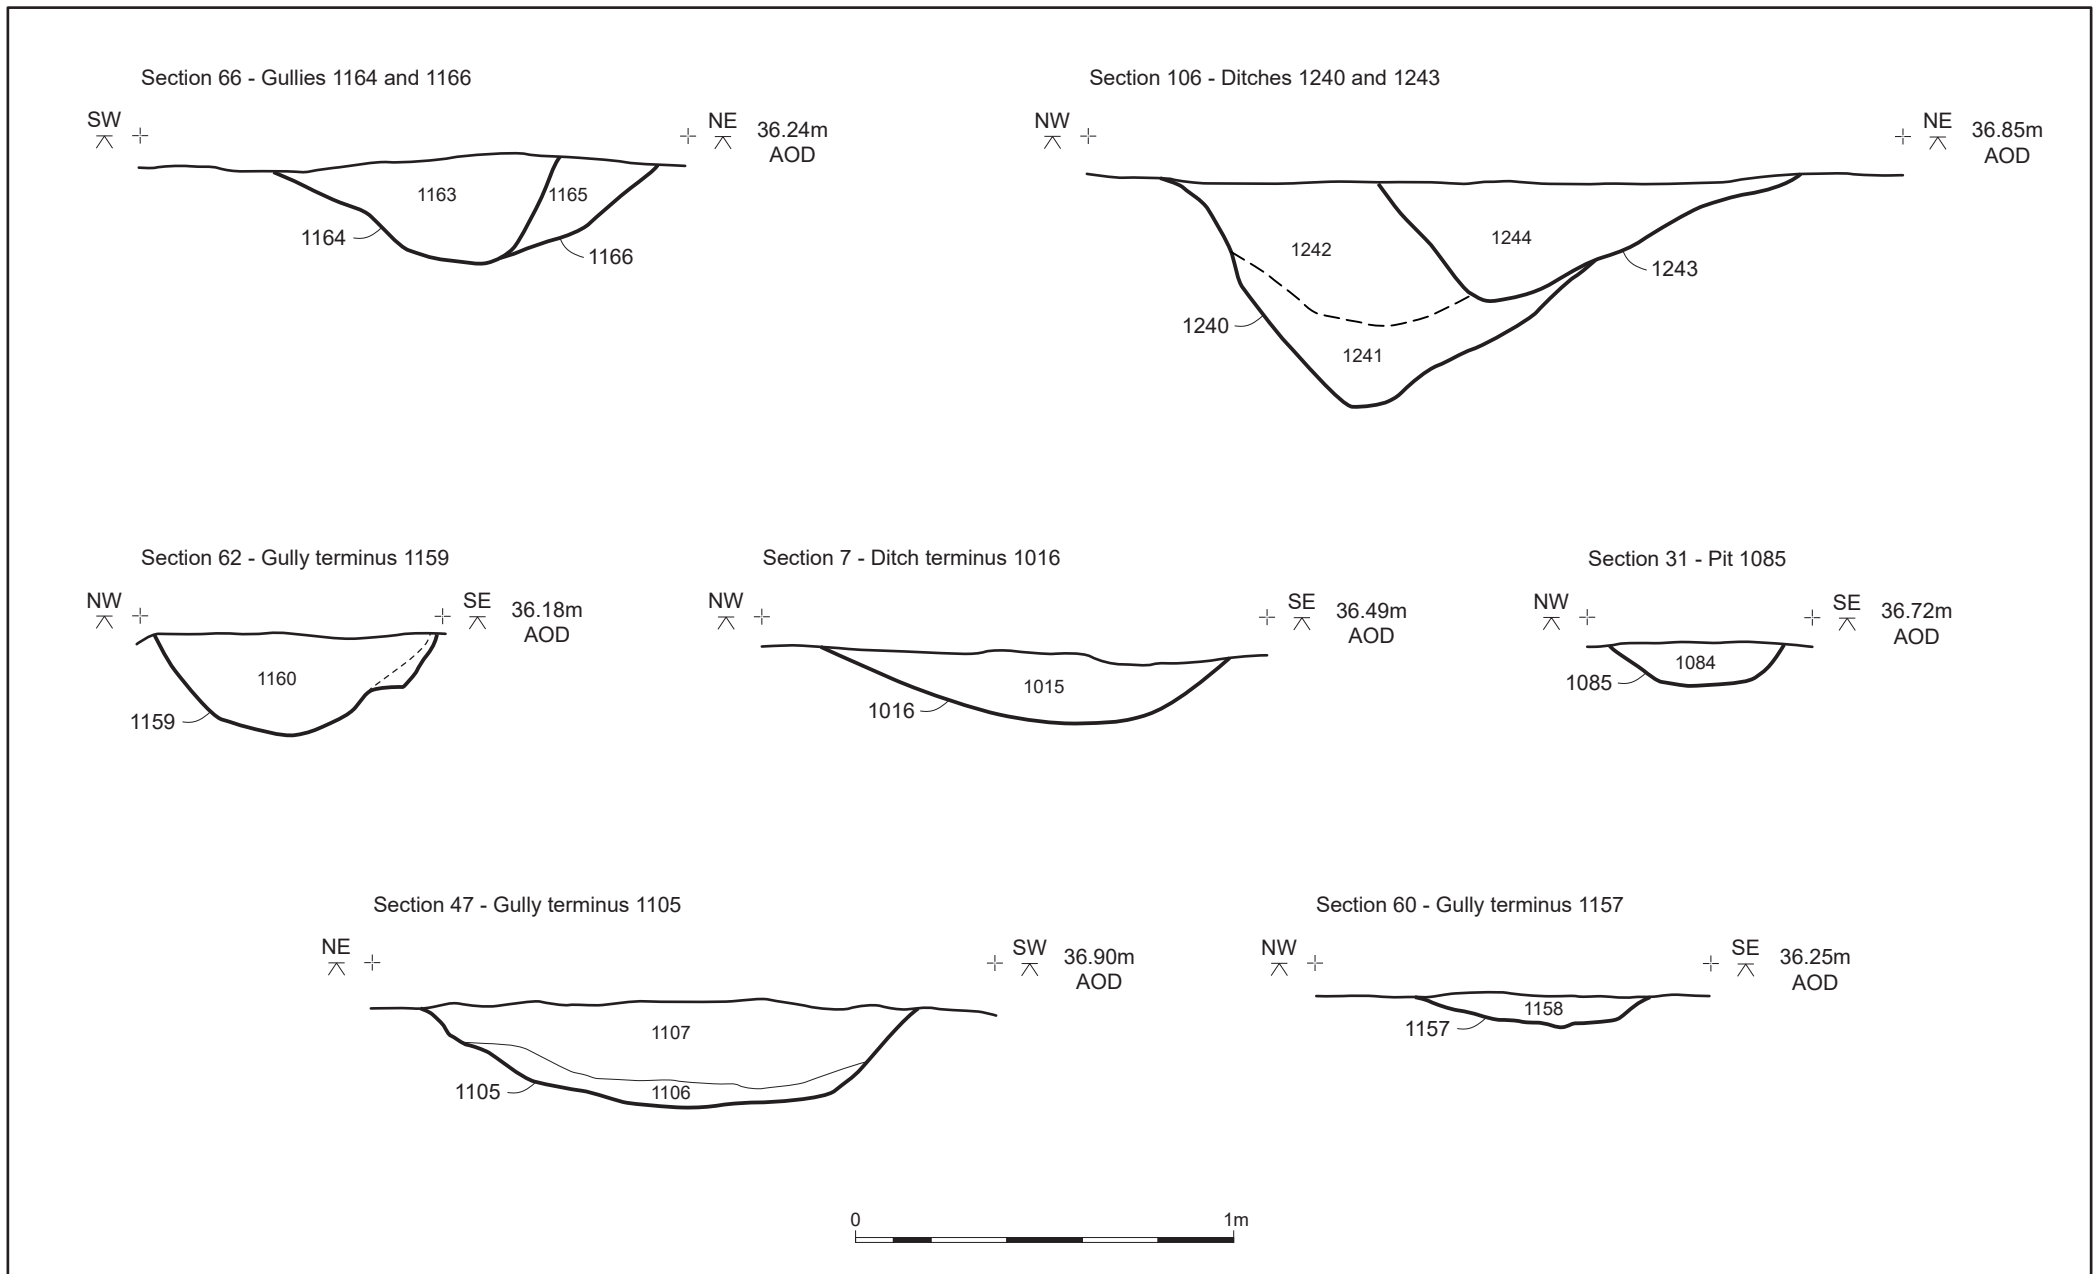 Section 66 - Gullies 1164 and 1166
SW
NE
36.24m
AOD
1163
1165
1164
1166
Section 106 - Ditches 1240 and 1243
NW
NE
36.85m
AOD
1242
1244
1243
1240
1241
Section 62 - Gully terminus 1159
NW
SE
36.18m
AOD
1160
1159
Section 7 - Ditch terminus 1016
NW
SE
36.49m
AOD
1015
1016
Section 31 - Pit 1085
NW
SE
36.72m
AOD
1084
1085
Section 47 - Gully terminus 1105
NE
SW
36.90m
AOD
1107
1105
1106
Section 60 - Gully terminus 1157
NW
SE
36.25m
AOD
1158
1157
0
1m